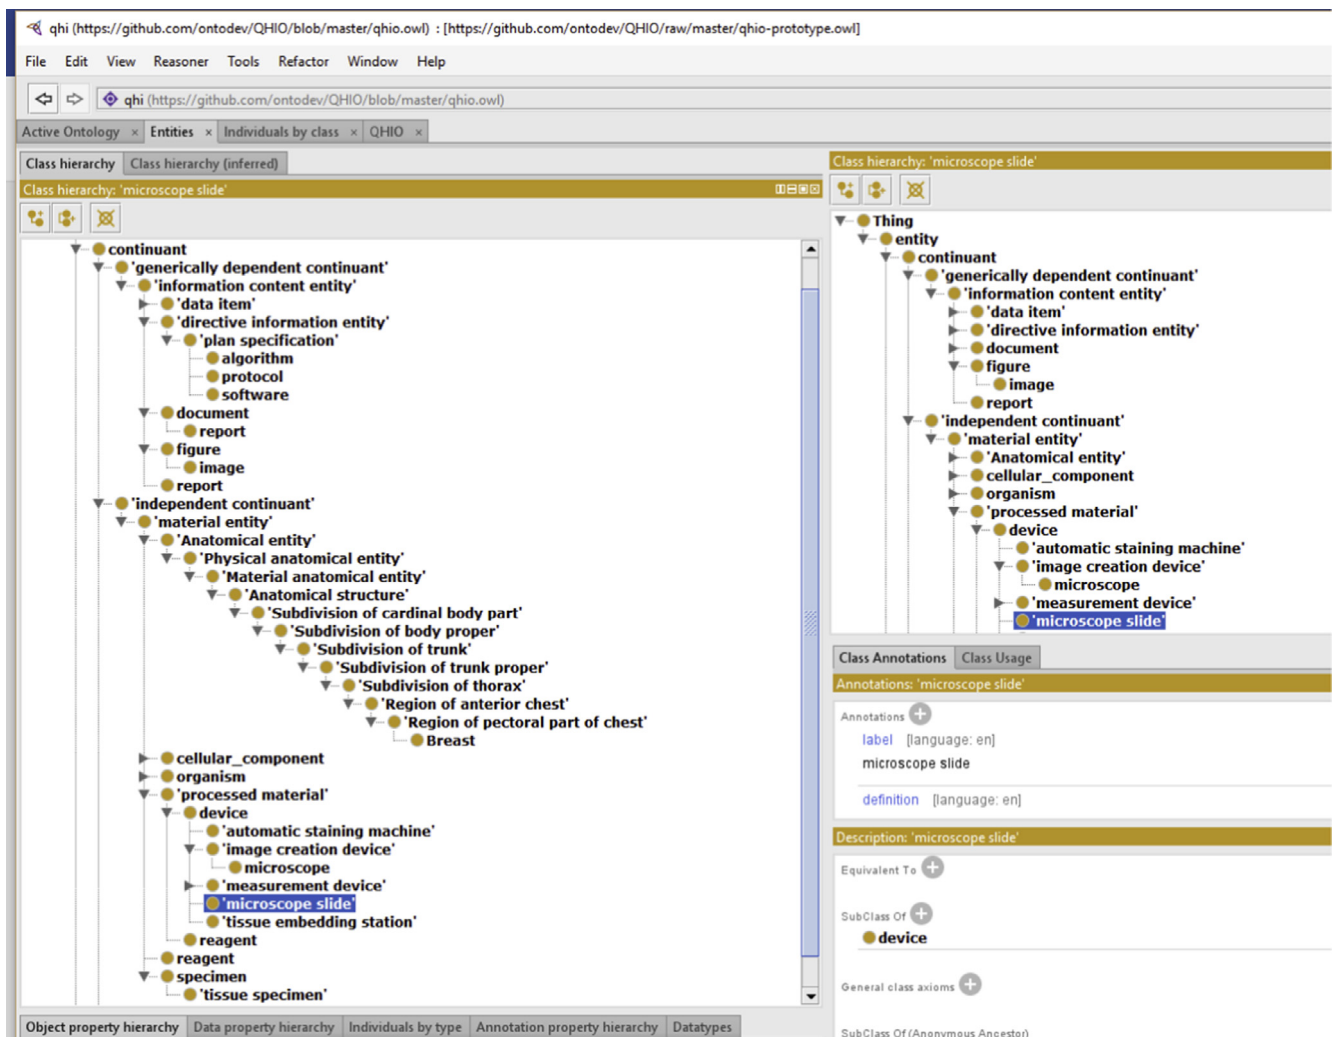 qhi (https://github.com/ontodev/QHIO/blob/master/qhio.owl) : [https://github.com/ontodev/QHIO/raw/master/qhio-prototype.owl]
File Edit View Reasoner Tools Refactor Window Help
qhi (https://github.com/ontodev/QHIO/blob/master/qhio.owl)
Active Ontology × Entities × Individuals by class × QHIO ×
Class hierarchy Class hierarchy (inferred)
Class hierarchy: 'microscope slide'
continuant
'generically dependent continuant'
'information content entity'
'data item'
'directive information entity'
'plan specification'
algorithm
protocol
software
document
report
figure
image
report
'independent continuant'
'material entity'
'Anatomical entity'
'Physical anatomical entity'
'Material anatomical entity'
'Anatomical structure'
'Subdivision of cardinal body part'
'Subdivision of body proper'
'Subdivision of trunk'
'Subdivision of trunk proper'
'Subdivision of thorax'
'Region of anterior chest'
'Region of pectoral part of chest'
Breast
cellular_component
organism
'processed material'
device
'automatic staining machine'
'image creation device'
microscope
'measurement device'
'microscope slide'
'tissue embedding station'
reagent
reagent
specimen
'tissue specimen'
Object property hierarchy Data property hierarchy Individuals by type Annotation property hierarchy Datatypes
Class hierarchy: 'microscope slide'
Thing
entity
continuant
'generically dependent continuant'
'information content entity'
'data item'
'directive information entity'
document
figure
image
report
'independent continuant'
'material entity'
'Anatomical entity'
cellular_component
organism
'processed material'
device
'automatic staining machine'
'image creation device'
microscope
'measurement device'
'microscope slide'
Class Annotations Class Usage
Annotations: 'microscope slide'
Annotations
label [language: en]
microscope slide
definition [language: en]
Description: 'microscope slide'
Equivalent To
SubClass Of
device
General class axioms
SubClass Of (Anonymous Ancestor)